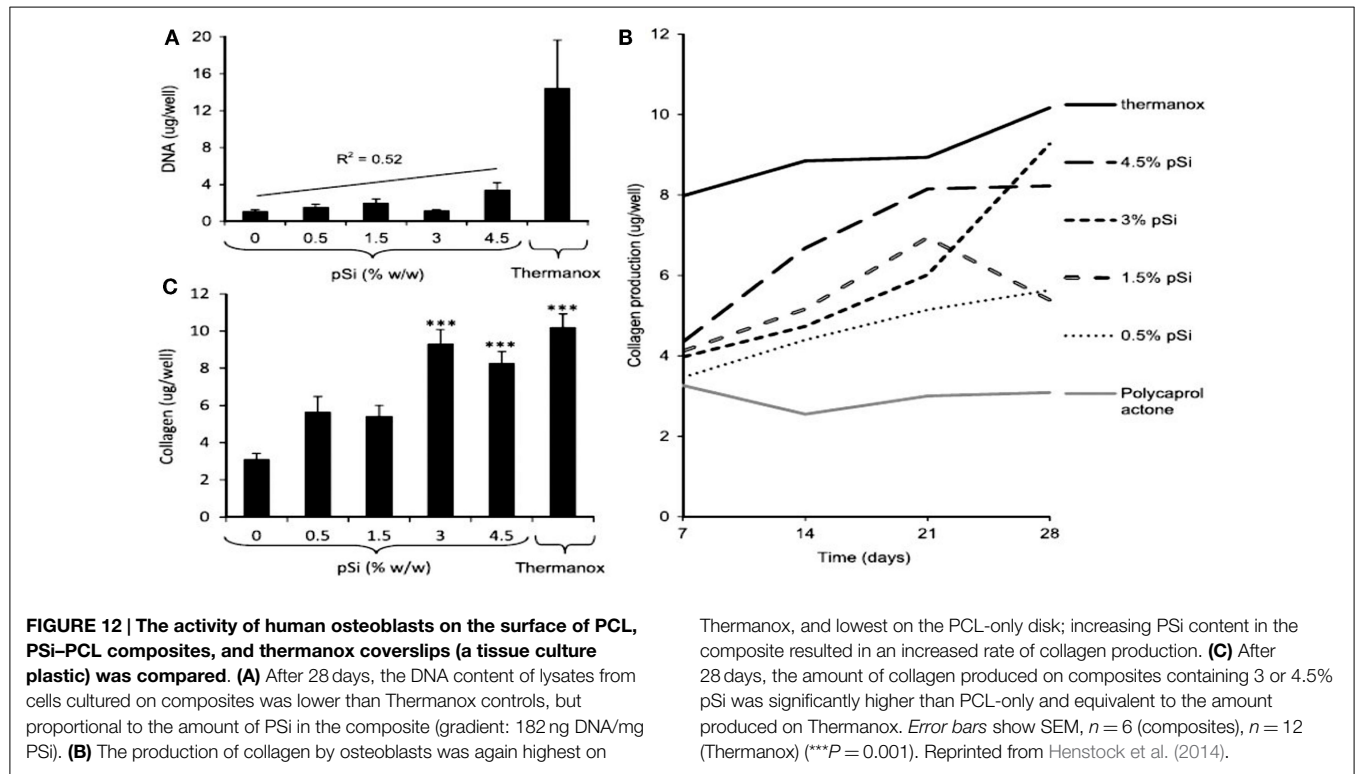 A
20
16
12
8
4
0
DNA (ug/well)
R² = 0.52
0 0.5 1.5 3 4.5
pSi (% w/w) Thermanox
C
12
10
8
6
4
2
0
Collagen (ug/well)
*** *** ***
0 0.5 1.5 3 4.5
pSi (% w/w) Thermanox
B
12
10
8
6
4
2
0
Collagen production (ug/well)
7 14 21 28
Time (days)
thermanox
4.5% pSi
3% pSi
1.5% pSi
0.5% pSi
Polycaprol
actone
FIGURE 12 | The activity of human osteoblasts on the surface of PCL,
PSi–PCL composites, and thermanox coverslips (a tissue culture
plastic) was compared. (A) After 28 days, the DNA content of lysates from
cells cultured on composites was lower than Thermanox controls, but
proportional to the amount of PSi in the composite (gradient: 182 ng DNA/mg
PSi). (B) The production of collagen by osteoblasts was again highest on
Thermanox, and lowest on the PCL-only disk; increasing PSi content in the
composite resulted in an increased rate of collagen production. (C) After
28 days, the amount of collagen produced on composites containing 3 or 4.5%
pSi was significantly higher than PCL-only and equivalent to the amount
produced on Thermanox. Error bars show SEM, n = 6 (composites), n = 12
(Thermanox) (***P = 0.001). Reprinted from Henstock et al. (2014).